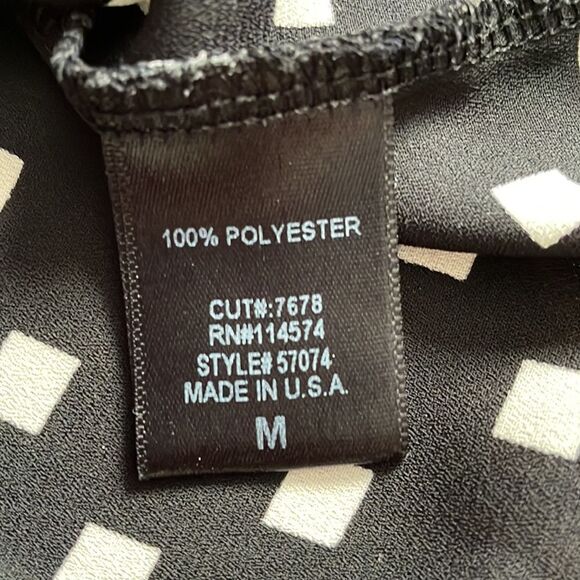 100% POLYESTER
CUT#:7678
RN#114574
STYLE# 57074
MADE IN U.S.A.
M